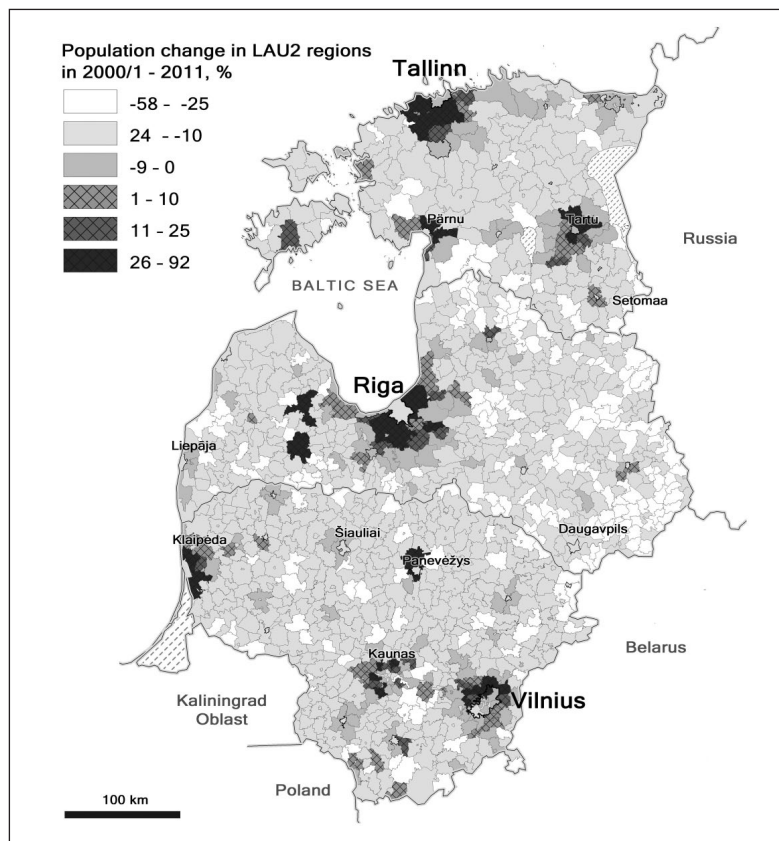 Population change in LAU2 regions
in 2000/1 - 2011, %
-58 - -25
24 - -10
-9 - 0
1 - 10
11 - 25
26 - 92
Tallinn
Pärnu
Tartu
Russia
BALTIC SEA
Setomaa
Riga
Liepāja
Klaipėda
Šiauliai
Daugavpils
Panevėžys
Belarus
Kaunas
Kaliningrad
Oblast
Vilnius
Poland
100 km